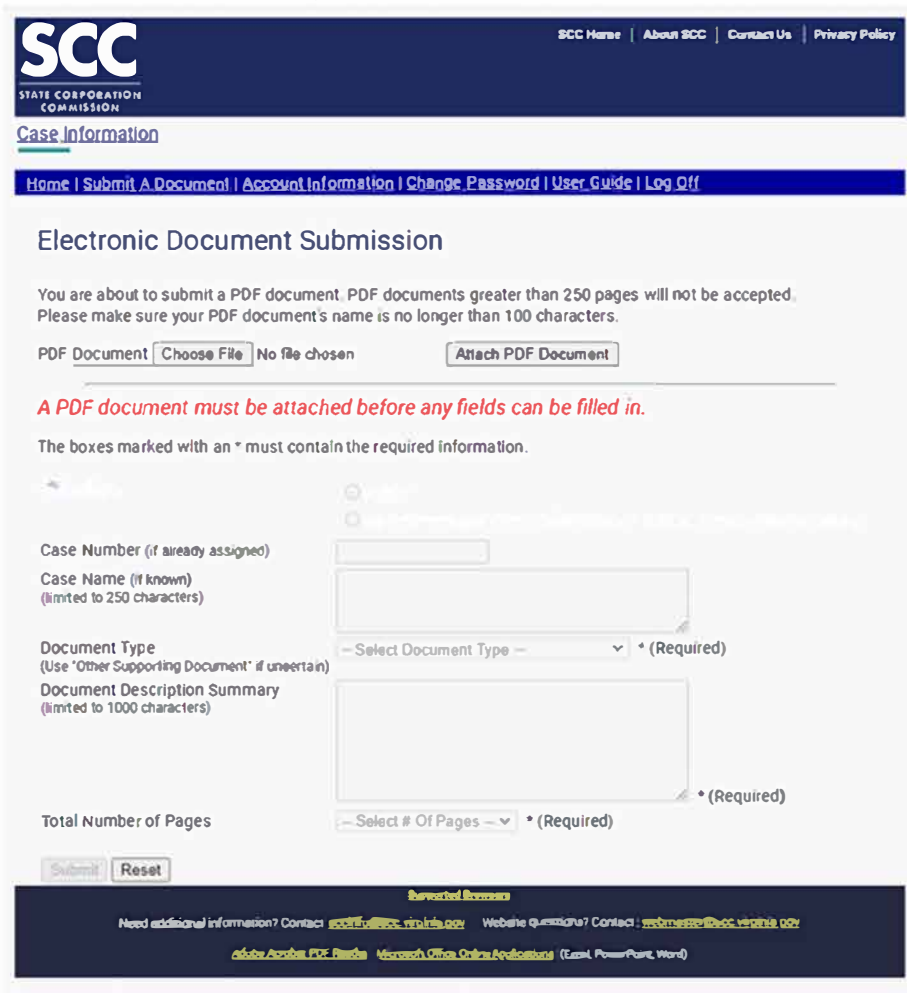 SCC Home | About SCC | Contact Us | Privacy Policy
SCC
STATE CORPORATION
COMMISSION
Case Information
Home | Submit A Document | Account Information | Change Password | User Guide | Log Off
Electronic Document Submission
You are about to submit a PDF document. PDF documents greater than 250 pages will not be accepted.
Please make sure your PDF document's name is no longer than 100 characters.
PDF Document Choose File No file chosen Attach PDF Document
A PDF document must be attached before any fields can be filled in.
The boxes marked with an * must contain the required information.
Case Number (if already assigned)
Case Name (if known)
(limited to 250 characters)
Document Type -- Select Document Type -- * (Required)
(Use "Other Supporting Document" if uncertain)
Document Description Summary
(limited to 1000 characters)
* (Required)
Total Number of Pages -- Select # Of Pages -- * (Required)
Submit Reset
Supported Browsers
Need additional information? Contact Website questions? Contact:
Adobe Acrobat PDF Reader Microsoft Office Online Applications (Excel, PowerPoint, Word)